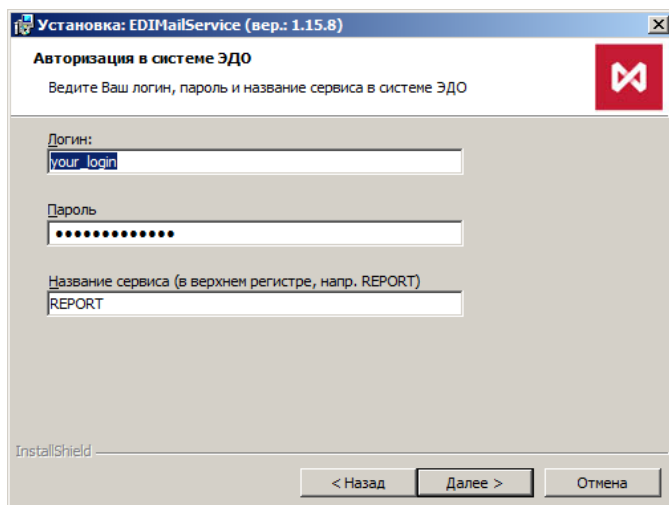 Установка: EDIMailService (вер.: 1.15.8)
Авторизация в системе ЭДО
Ведите Ваш логин, пароль и название сервиса в системе ЭДО
Логин:
your_login
Пароль
•••••••••••••
Название сервиса (в верхнем регистре, напр. REPORT)
REPORT
InstallShield
< Назад Далее > Отмена